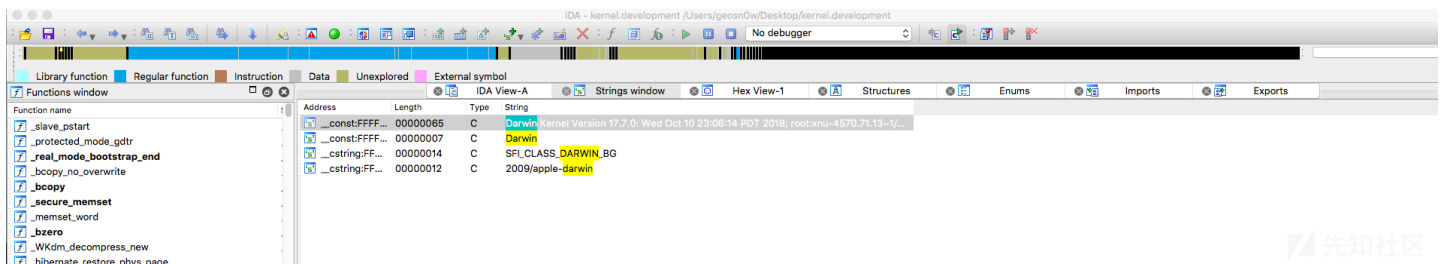 IDA - kernel.development /Users/geosn0w/Desktop/kernel.development
No debugger
Library function Regular function Instruction Data Unexplored External symbol
Functions window IDA View-A Strings window Hex View-1 Structures Enums Imports Exports
Function name
_slave_pstart
_protected_mode_gdtr
_real_mode_bootstrap_end
_bcopy_no_overwrite
_bcopy
_secure_memset
_memset_word
_bzero
_WKdm_decompress_new
_hibernate_restore_phys_page
Address Length Type String
__const:FFFF... 00000065 C Darwin Kernel Version 17.7.0: Wed Oct 10 23:06:14 PDT 2018; root:xnu-4570.71.13~1/...
__const:FFFF... 00000007 C Darwin
__cstring:FF... 00000014 C SFI_CLASS_DARWIN_BG
__cstring:FF... 00000012 C 2009/apple-darwin
先知社区